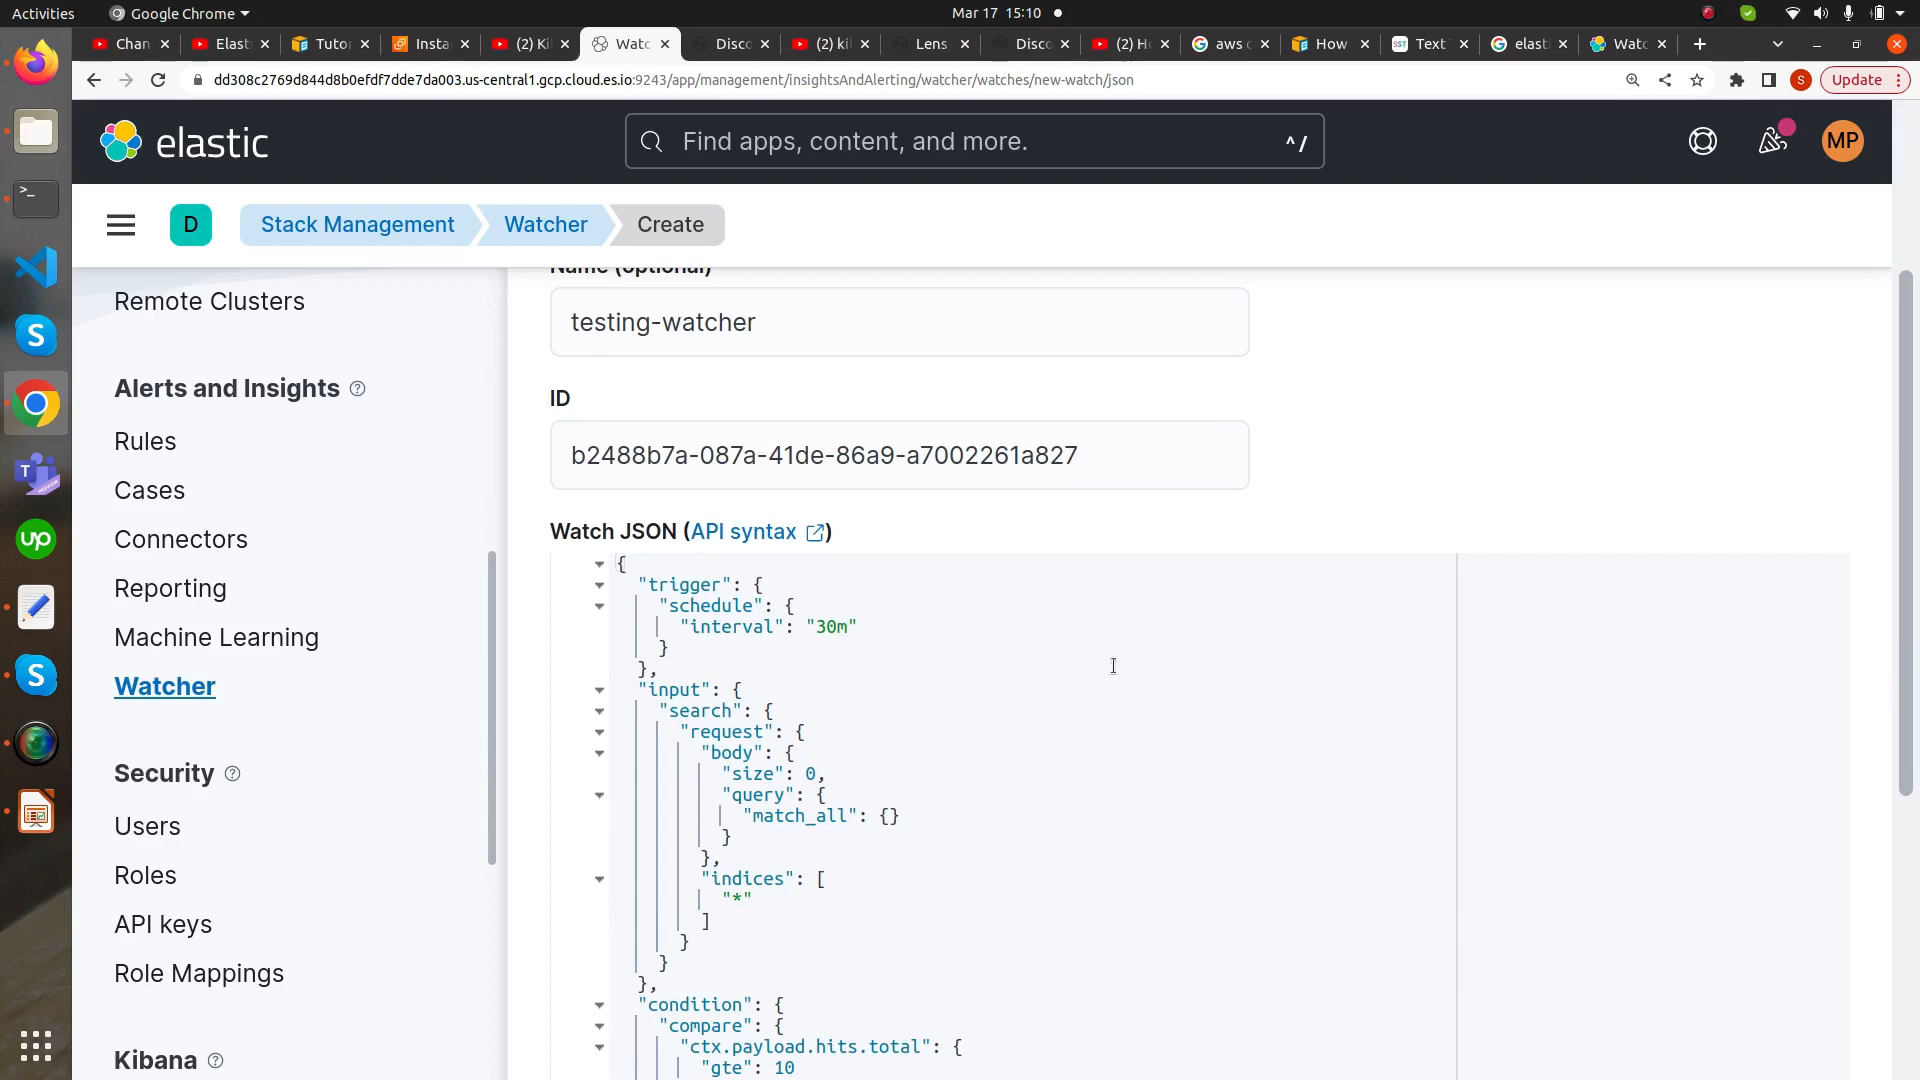 Activities
Google Chrome
Mar 17 15:10
Chan
Elast
Tutor
Insta
(2) Ki
Watc
Disco
(2) kil
Lens
Disco
(2) H
aws c
How
Text
elasti
Watc
dd308c2769d844d8b0efdf7dde7da003.us-central1.gcp.cloud.es.io:9243/app/management/insightsAndAlerting/watcher/watches/new-watch/json
S
Update
elastic
Find apps, content, and more.
^ /
MP
D
Stack Management
Watcher
Create
Remote Clusters
Alerts and Insights
Rules
Cases
Connectors
Reporting
Machine Learning
Watcher
Security
Users
Roles
API keys
Role Mappings
Kibana
Name (optional)
testing-watcher
ID
b2488b7a-087a-41de-86a9-a7002261a827
Watch JSON (API syntax)
{
"trigger": {
"schedule": {
"interval": "30m"
}
},
"input": {
"search": {
"request": {
"body": {
"size": 0,
"query": {
"match_all": {}
}
},
"indices": [
"*"
]
}
}
},
"condition": {
"compare": {
"ctx.payload.hits.total": {
"gte": 10